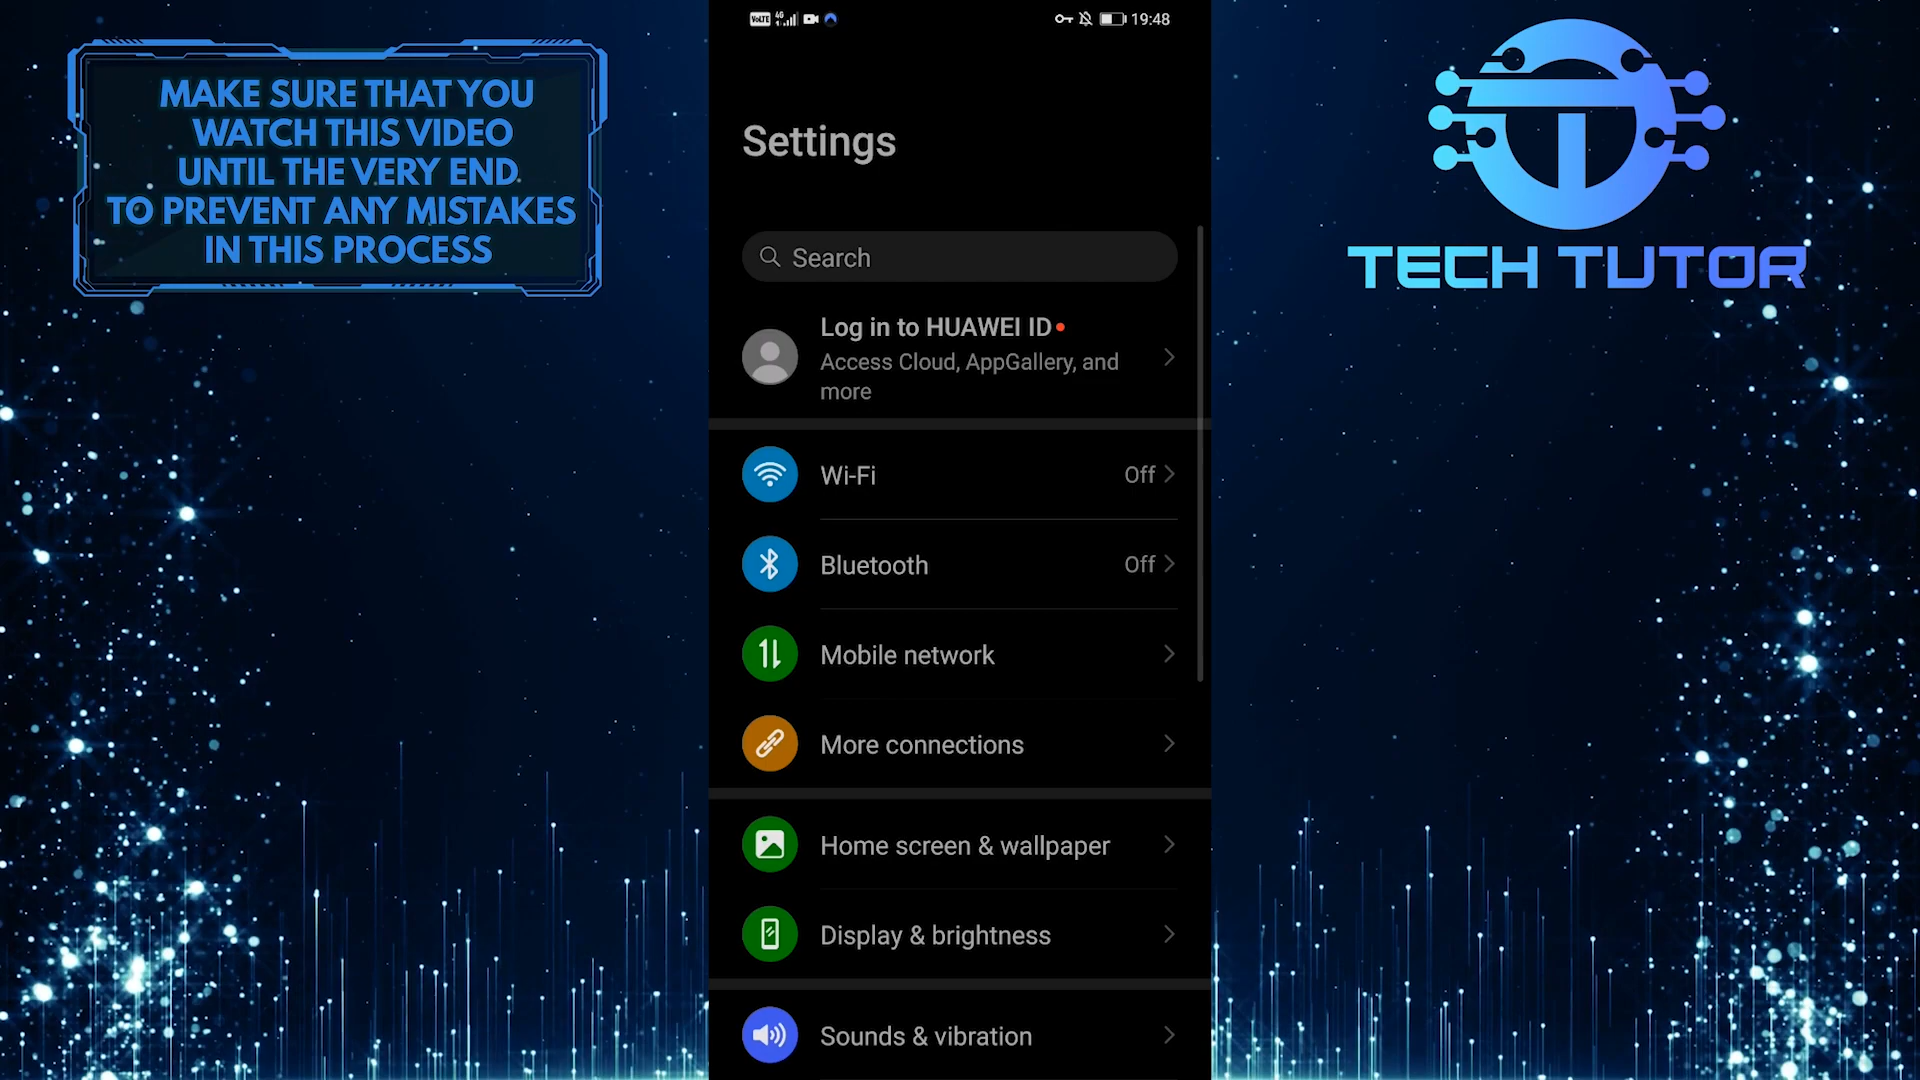 MAKE SURE THAT YOU
WATCH THIS VIDEO
UNTIL THE VERY END
TO PREVENT ANY MISTAKES
IN THIS PROCESS
VoLTE 4G
19:48
Settings
Search
Log in to HUAWEI ID
Access Cloud, AppGallery, and
more
Wi-Fi Off
Bluetooth Off
Mobile network
More connections
Home screen & wallpaper
Display & brightness
Sounds & vibration
TECH TUTOR